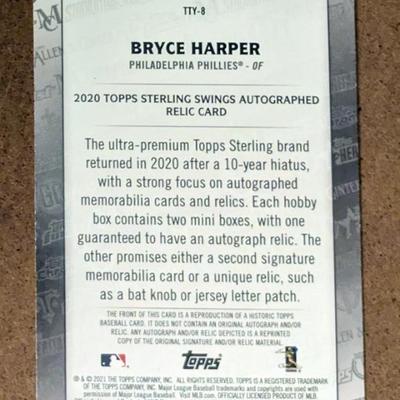 TTY-8
BRYCE HARPER
PHILADELPHIA PHILLIES® - OF
2020 TOPPS STERLING SWINGS AUTOGRAPHED
RELIC CARD
The ultra-premium Topps Sterling brand
returned in 2020 after a 10-year hiatus,
with a strong focus on autographed
memorabilia cards and relics. Each hobby
box contains two mini boxes, with one
guaranteed to have an autograph relic. The
other promises either a second signature
memorabilia card or a unique relic, such
as a bat knob or jersey letter patch.
THE FRONT OF THIS CARD IS A REPRODUCTION OF A HISTORIC TOPPS
BASEBALL CARD. IT DOES NOT CONTAIN AN ORIGINAL AUTOGRAPH AND/OR
RELIC. ANY AUTOGRAPH AND/OR RELIC DEPICTED IS A REPRINTED
COPY OF THE ORIGINAL SIGNATURE AND/OR RELIC MATERIAL.
Topps
® & © 2021 THE TOPPS COMPANY, INC. ALL RIGHTS RESERVED. TOPPS IS A REGISTERED TRADEMARK
OF THE TOPPS COMPANY, INC. Major League Baseball trademarks and copyrights are used with
permission of Major League Baseball. Visit MLB.com. OFFICIALLY LICENSED PRODUCT OF MLB.